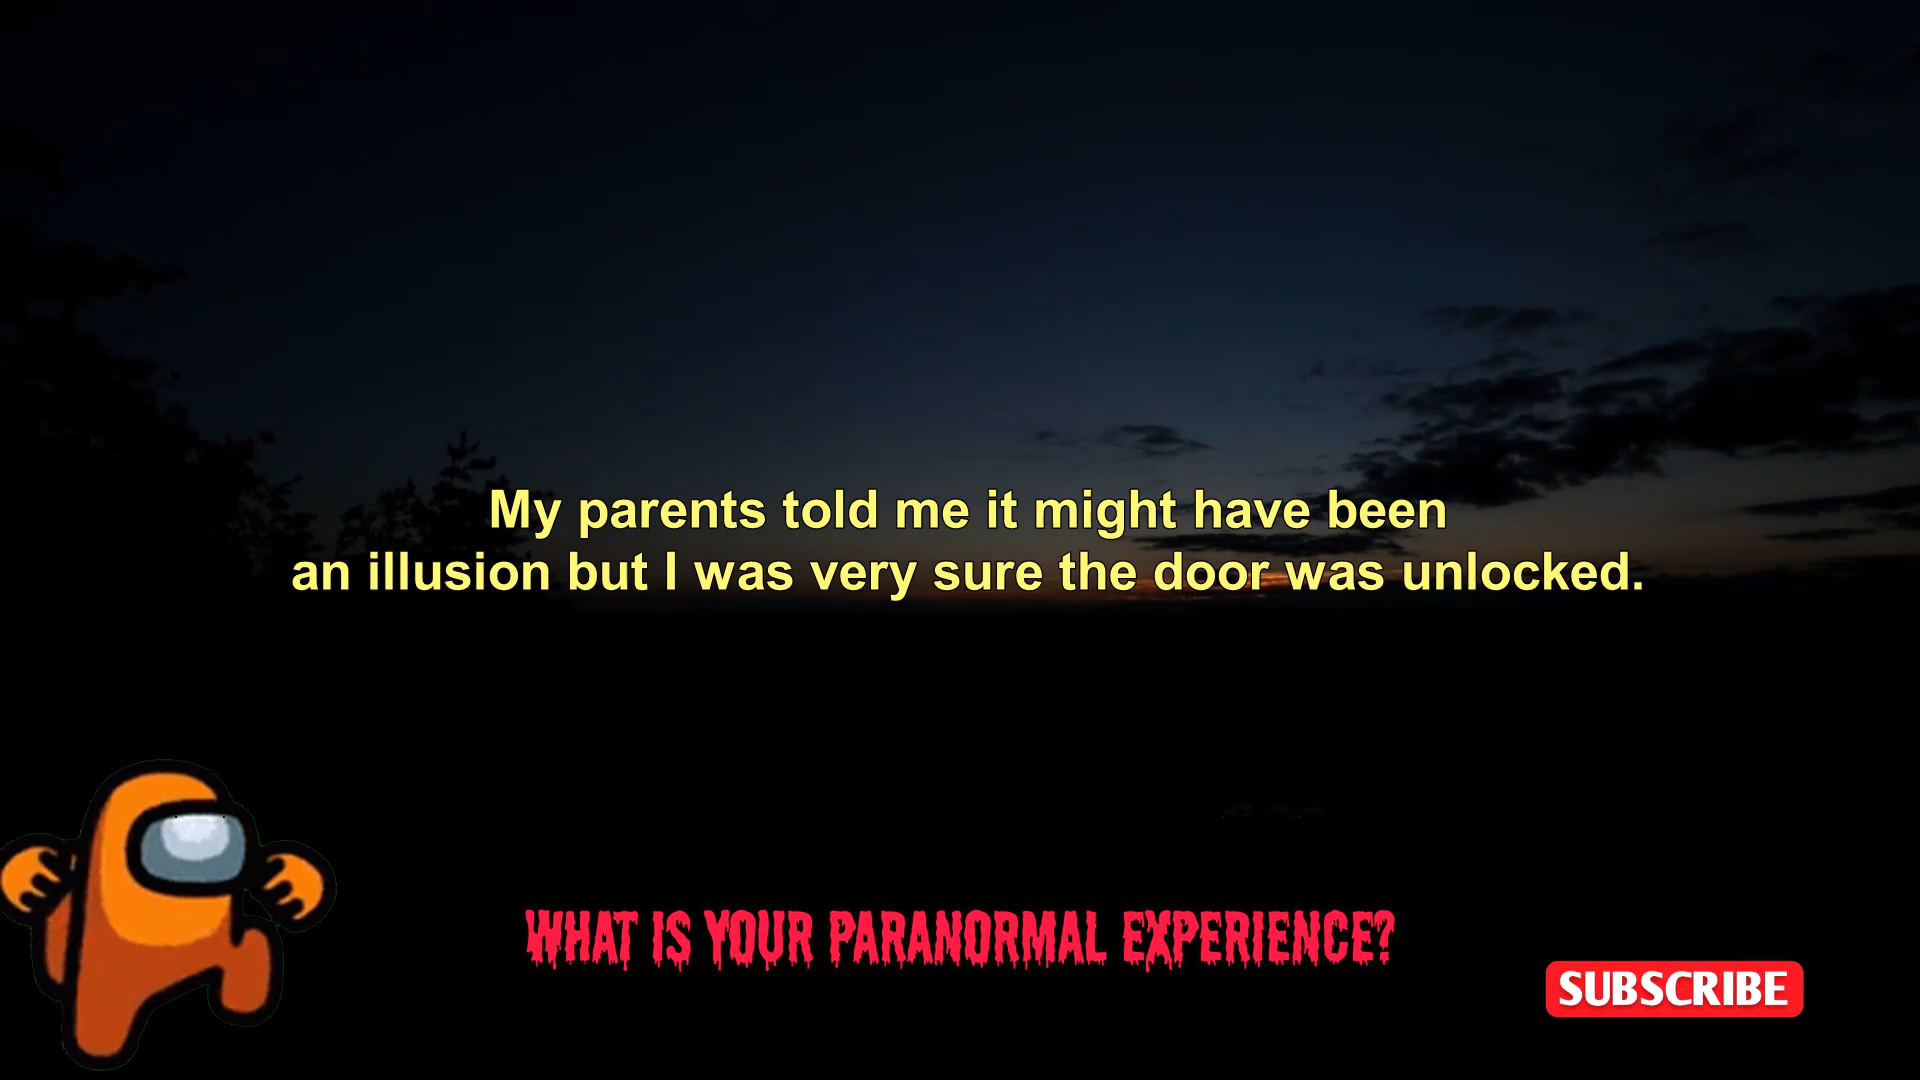 My parents told me it might have been
an illusion but I was very sure the door was unlocked.
WHAT IS YOUR PARANORMAL EXPERIENCE?
SUBSCRIBE